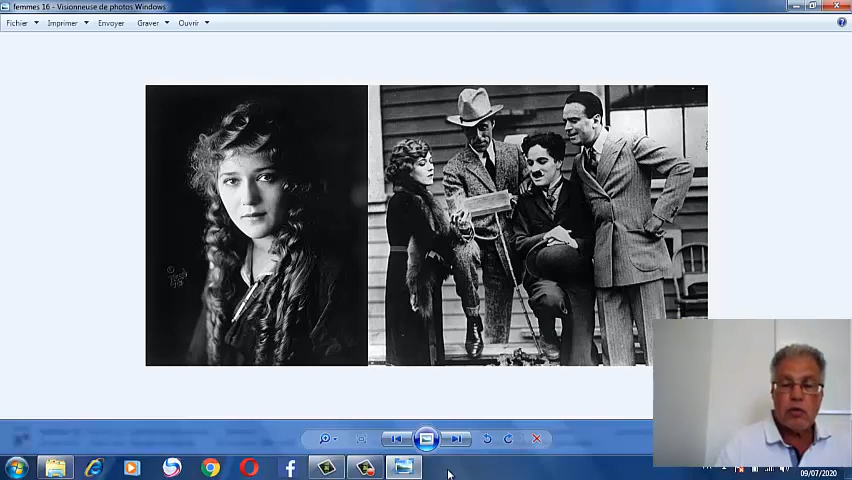 femmes 16 - Visionneuse de photos Windows
Fichier Imprimer Envoyer Graver Ouvrir
09/07/2020